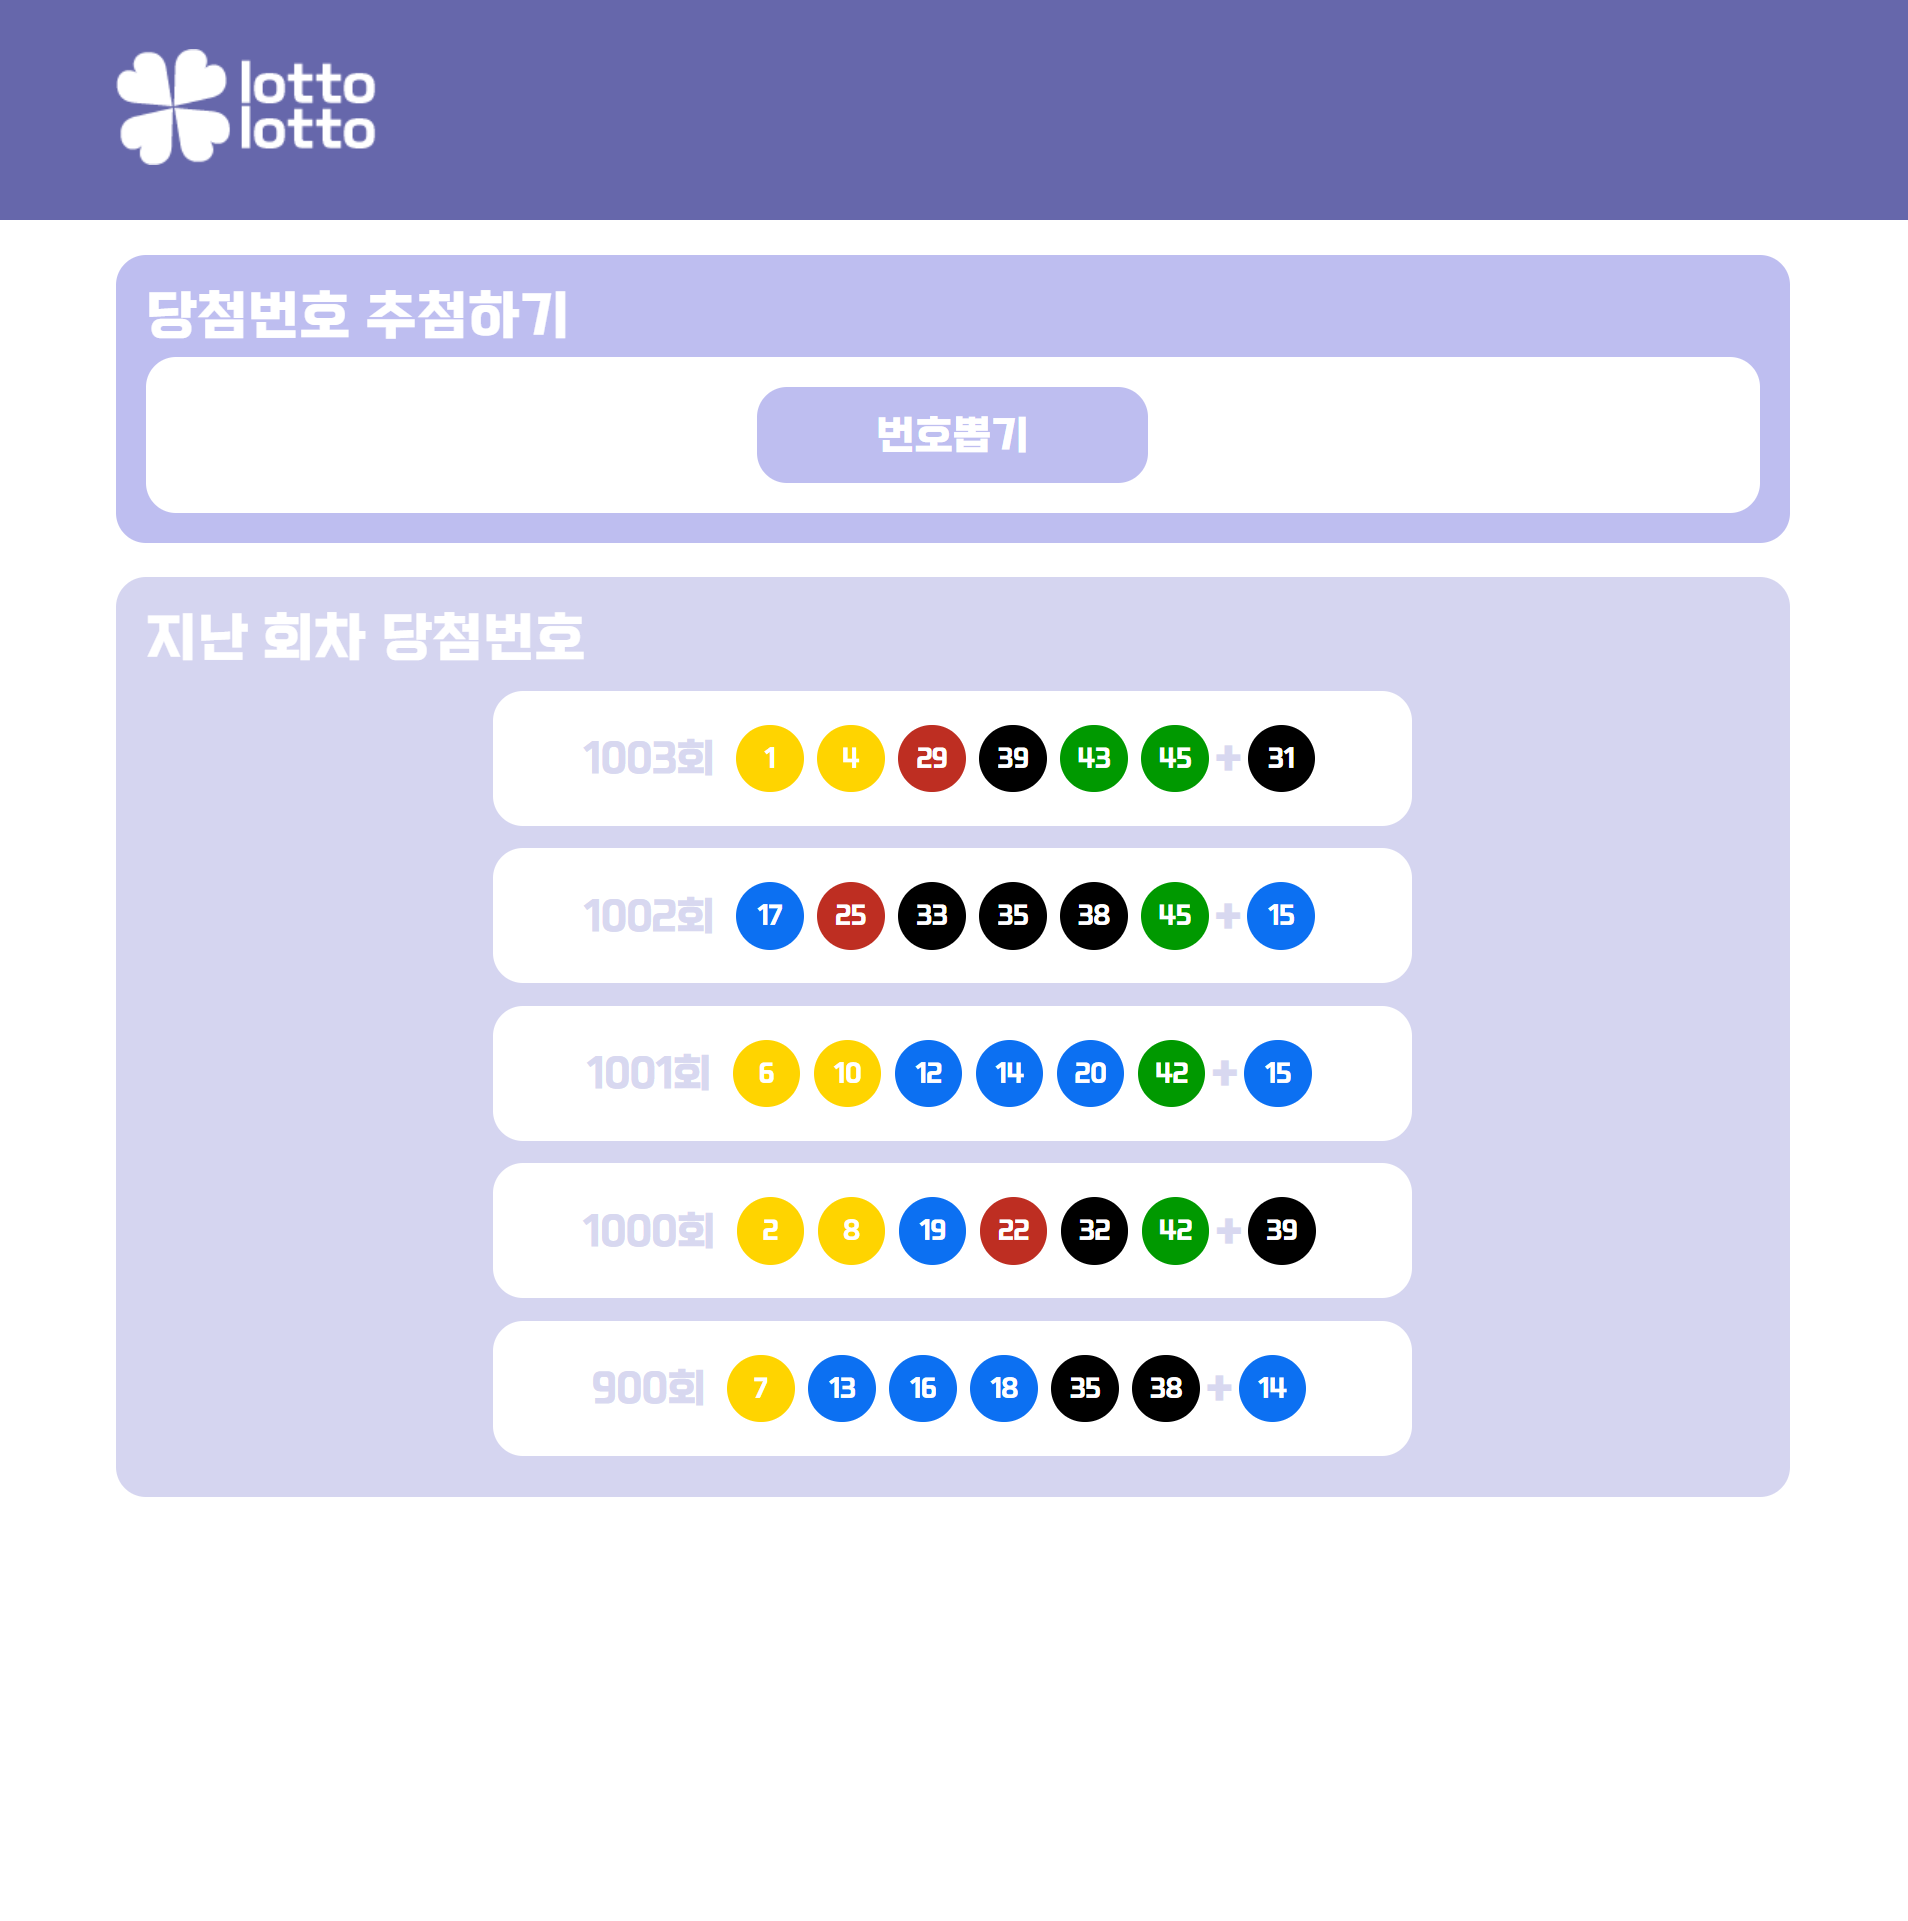 lotto
lotto
당첨번호 추첨하기
번호뽑기
지난 회차 당첨번호
1003회 1 4 29 39 43 45 + 31
1002회 17 25 33 35 38 45 + 15
1001회 6 10 12 14 20 42 + 15
1000회 2 8 19 22 32 42 + 39
900회 7 13 16 18 35 38 + 14